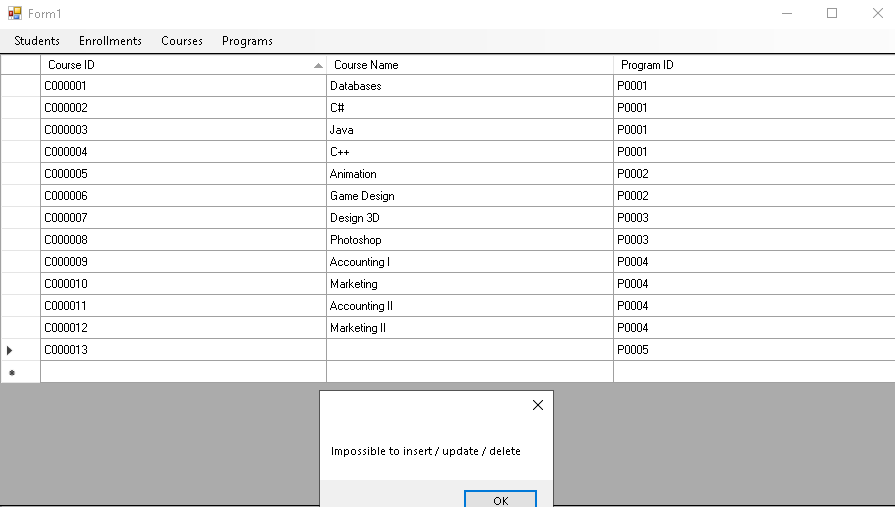 Form1
Students Enrollments Courses Programs
Course ID Course Name Program ID
C000001 Databases P0001
C000002 C# P0001
C000003 Java P0001
C000004 C++ P0001
C000005 Animation P0002
C000006 Game Design P0002
C000007 Design 3D P0003
C000008 Photoshop P0003
C000009 Accounting I P0004
C000010 Marketing P0004
C000011 Accounting II P0004
C000012 Marketing II P0004
C000013 P0005
Impossible to insert / update / delete
OK